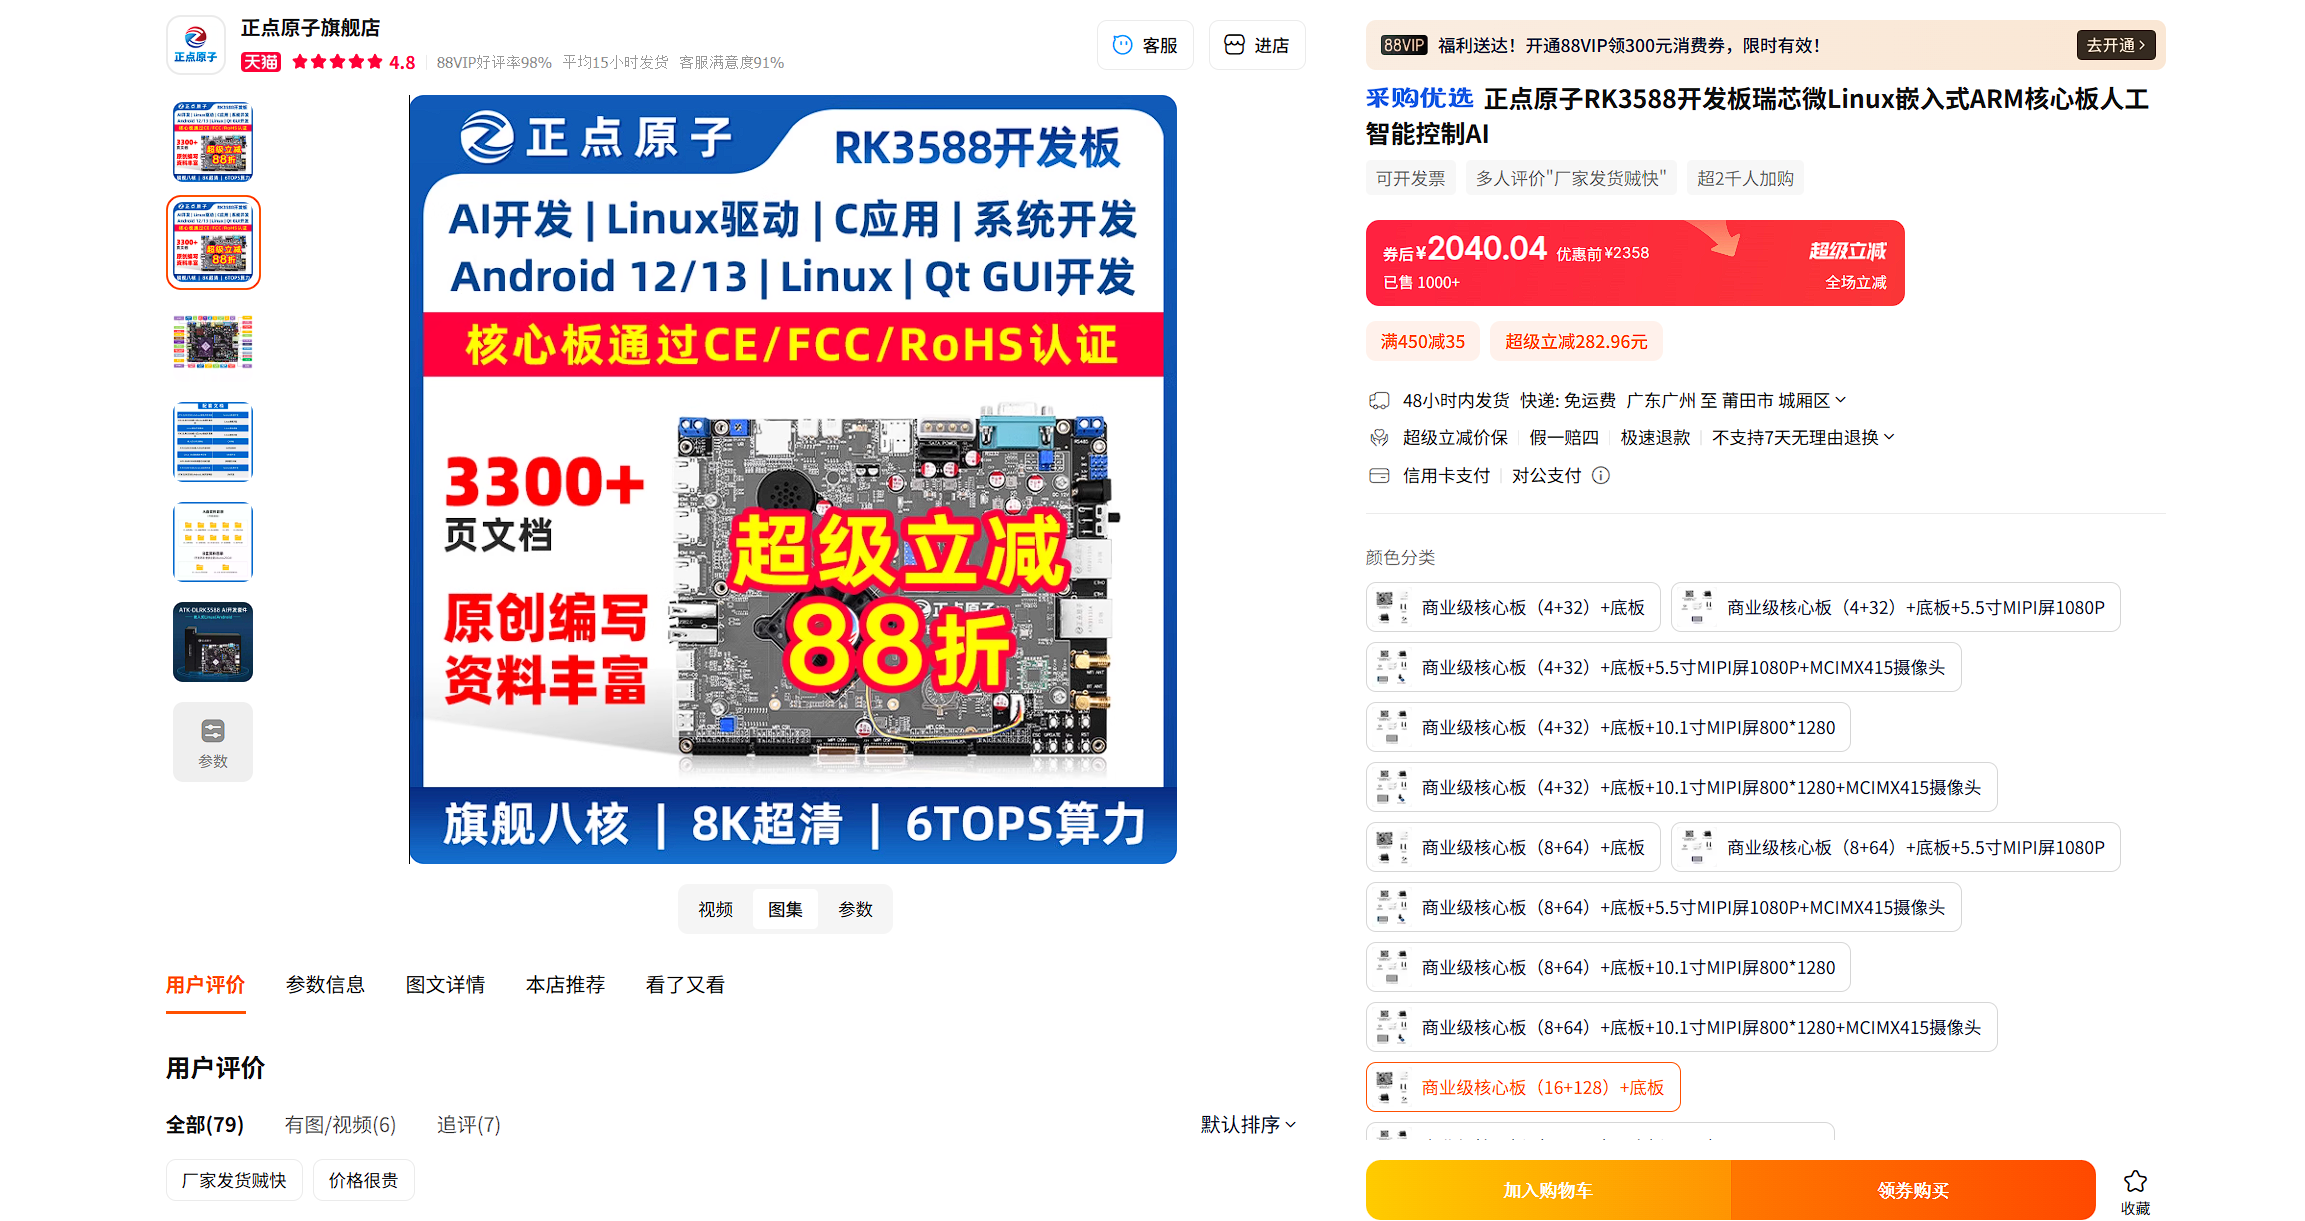 正点原子旗舰店
正点原子
天猫 4.8 88VIP好评率98% 平均15小时发货 客服满意度91%
客服
进店
参数
正点原子
RK3588开发板
AI开发 | Linux驱动 | C应用 | 系统开发
Android 12/13 | Linux | Qt GUI开发
核心板通过CE/FCC/RoHS认证
3300+
页文档
原创编写
资料丰富
超级立减
88折
旗舰八核 | 8K超清 | 6TOPS算力
视频 图集 参数
用户评价 参数信息 图文详情 本店推荐 看了又看
用户评价
全部(79) 有图/视频(6) 追评(7) 默认排序
厂家发货贼快 价格很贵
88VIP 福利送达！开通88VIP领300元消费券，限时有效！ 去开通
采购优选 正点原子RK3588开发板瑞芯微Linux嵌入式ARM核心板人工
智能控制AI
可开发票 多人评价"厂家发货贼快" 超2千人加购
券后¥2040.04 优惠前¥2358 超级立减
已售 1000+ 全场立减
满450减35 超级立减282.96元
48小时内发货 快递: 免运费 广东广州 至 莆田市 城厢区
超级立减价保 假一赔四 极速退款 不支持7天无理由退换
信用卡支付 对公支付
颜色分类
商业级核心板（4+32）+底板 商业级核心板（4+32）+底板+5.5寸MIPI屏1080P
商业级核心板（4+32）+底板+5.5寸MIPI屏1080P+MCIMX415摄像头
商业级核心板（4+32）+底板+10.1寸MIPI屏800*1280
商业级核心板（4+32）+底板+10.1寸MIPI屏800*1280+MCIMX415摄像头
商业级核心板（8+64）+底板 商业级核心板（8+64）+底板+5.5寸MIPI屏1080P
商业级核心板（8+64）+底板+5.5寸MIPI屏1080P+MCIMX415摄像头
商业级核心板（8+64）+底板+10.1寸MIPI屏800*1280
商业级核心板（8+64）+底板+10.1寸MIPI屏800*1280+MCIMX415摄像头
商业级核心板（16+128）+底板
加入购物车 领券购买
收藏